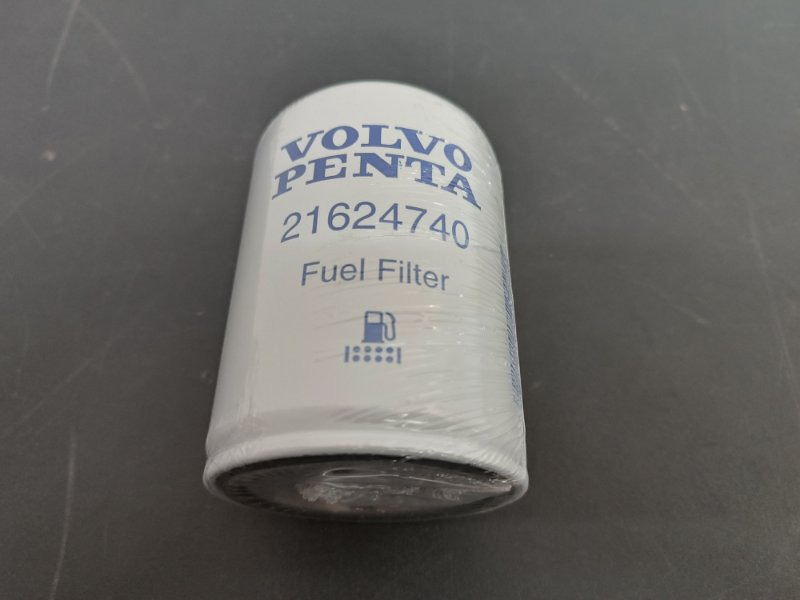 VOLVO
PENTA
21624740
Fuel Filter